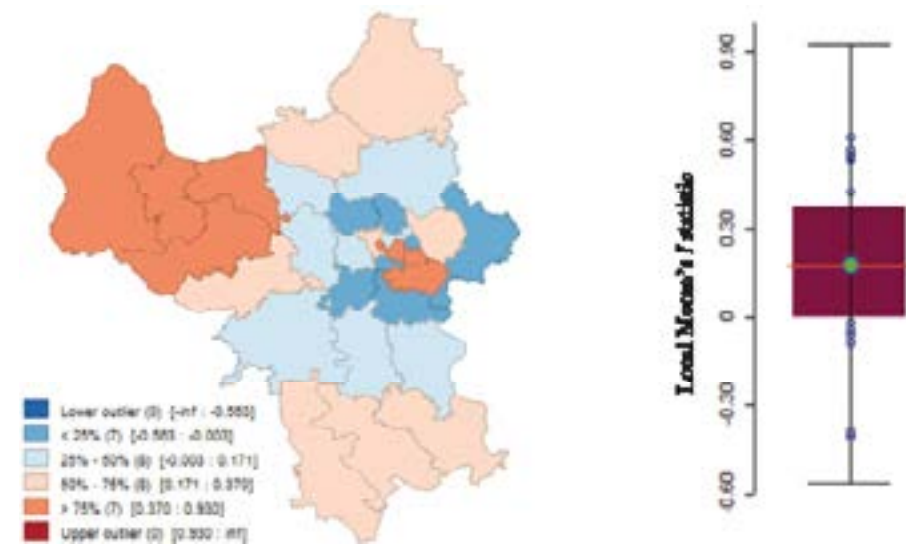 Lower outlier (0) [-inf : -0.563]
< 25% (7) [-0.563 : -0.003]
25% - 50% (8) [-0.003 : 0.171]
50% - 75% (8) [0.171 : 0.370]
> 75% (7) [0.370 : 0.930]
Upper outlier (0) [0.930 : inf]
Local Moran's I statistic
0.90
0.60
0.30
0
-0.30
-0.60